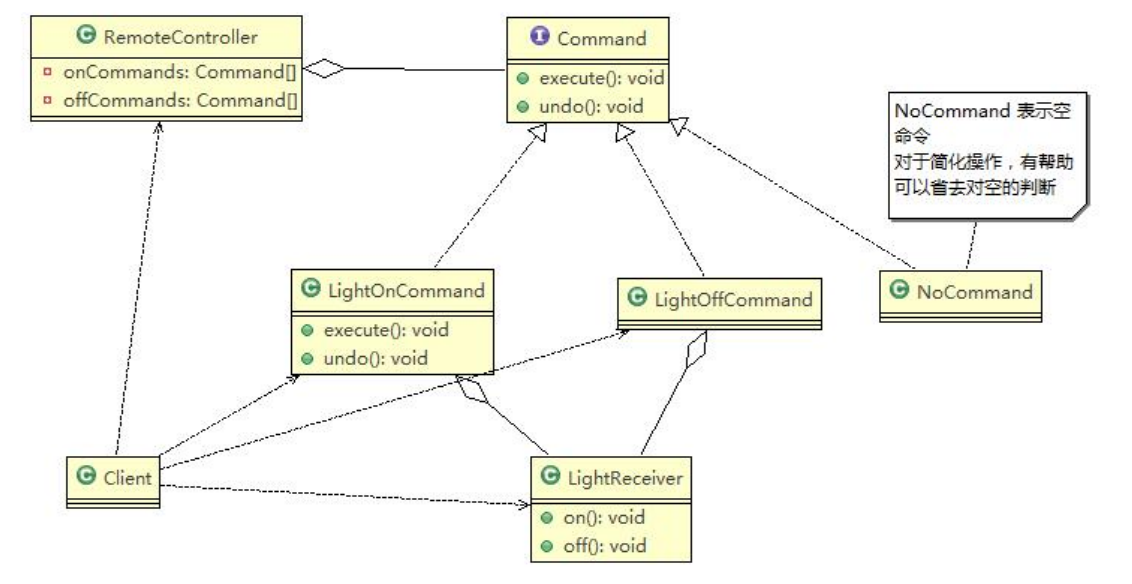 RemoteController
onCommands: Command[]
offCommands: Command[]
Command
execute(): void
undo(): void
NoCommand 表示空
命令
对于简化操作，有帮助
可以省去对空的判断
LightOnCommand
execute(): void
undo(): void
LightOffCommand
NoCommand
Client
LightReceiver
on(): void
off(): void